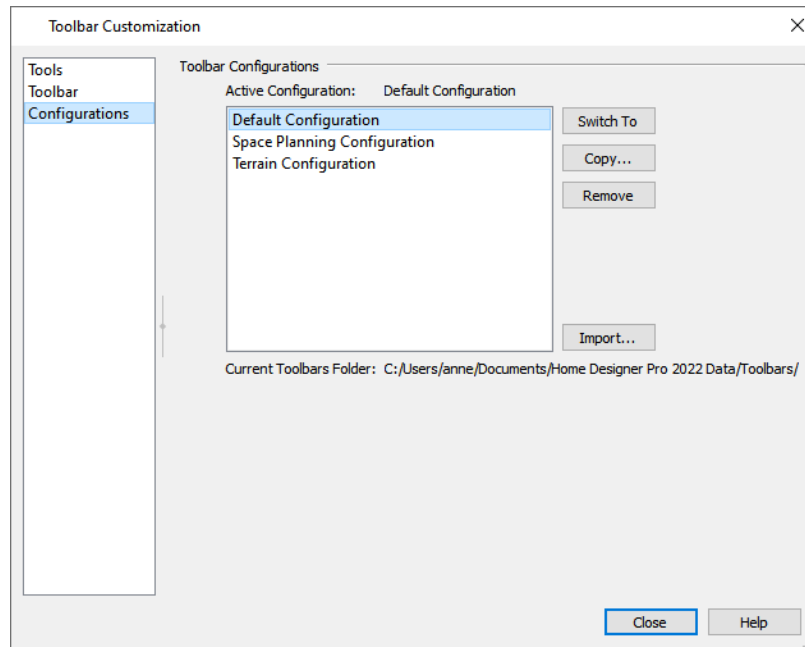 Toolbar Customization
Tools
Toolbar
Configurations
Toolbar Configurations
Active Configuration: Default Configuration
Default Configuration
Space Planning Configuration
Terrain Configuration
Switch To
Copy...
Remove
Import...
Current Toolbars Folder: C:/Users/anne/Documents/Home Designer Pro 2022 Data/Toolbars/
Close
Help